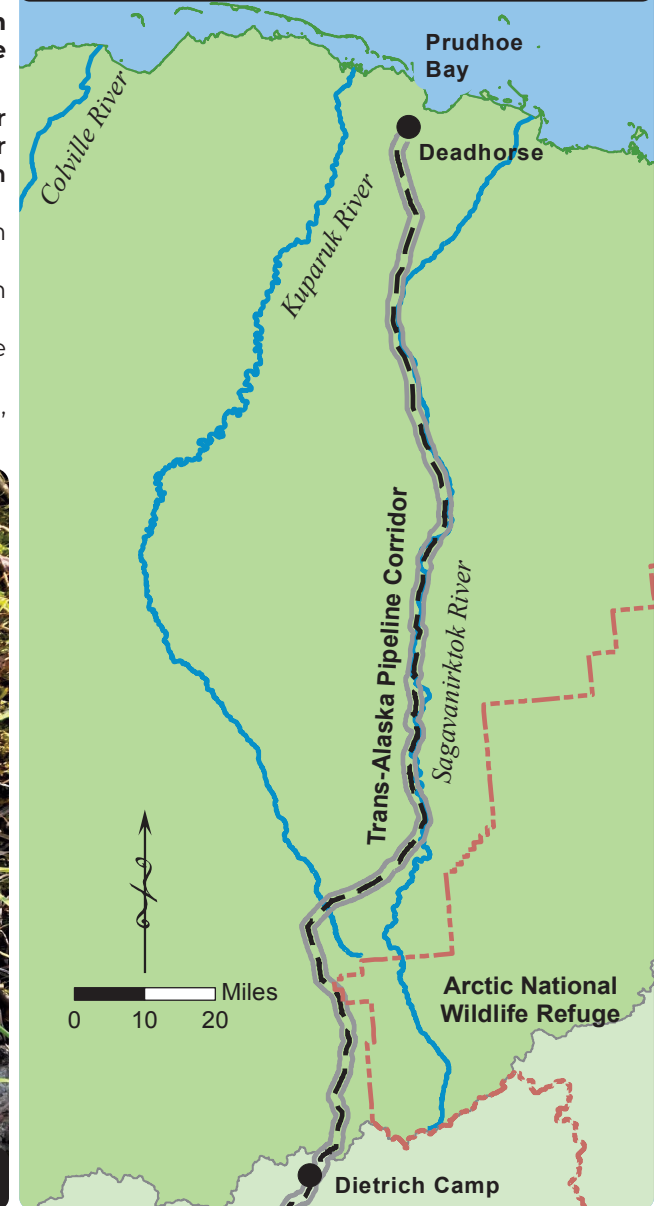 Prudhoe
Bay
Colville River
Deadhorse
Kuparuk River
Trans-Alaska Pipeline Corridor
Sagavanirktok River
Arctic National
Wildlife Refuge
Miles
0 10 20
Dietrich Camp